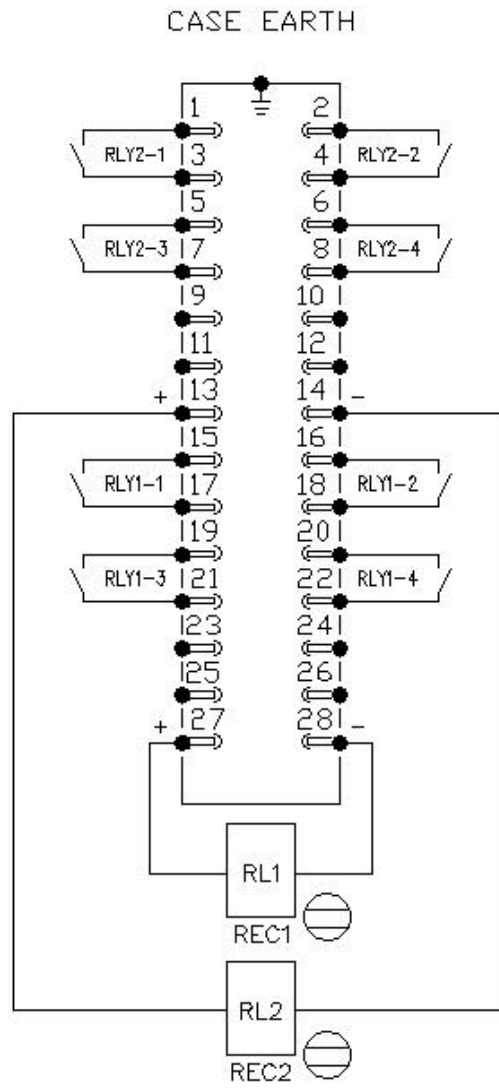 CASE EARTH
1 2
RLY2-1 3 4 RLY2-2
5 6
RLY2-3 7 8 RLY2-4
9 10
11 12
+ 13 14 -
15 16
RLY1-1 17 18 RLY1-2
19 20
RLY1-3 21 22 RLY1-4
23 24
25 26
+ 27 28 -
RL1
REC1
RL2
REC2